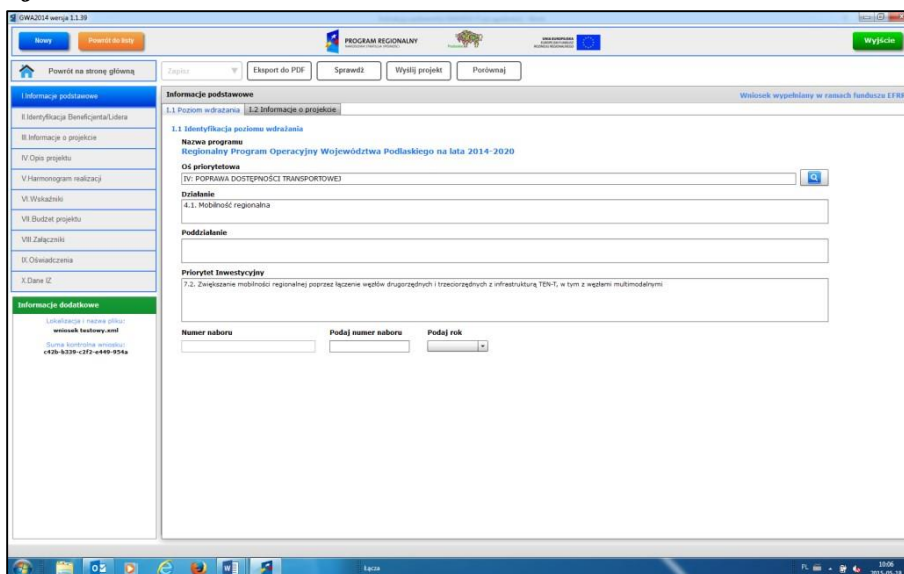 GWA2014 wersja 1.1.39
Nowy
Powrót do listy
PROGRAM REGIONALNY
Wyjście
Powrót na stronę główną
Zapisz
Eksport do PDF
Sprawdź
Wyślij projekt
Porównaj
I.Informacje podstawowe
II.Identyfikacja Beneficjenta/Lidera
III.Informacje o projekcie
IV Opis projektu
V.Harmonogram realizacji
VI.Wskaźniki
VII.Budżet projektu
VIII.Załączniki
IX.Oświadczenia
X.Dane IZ
Informacje dodatkowe
Lokalizacja i nazwa pliku:
wniosek testowy.xml
Suma kontrolna wniosku:
c42b-b339-c2f2-e449-954a
Informacje podstawowe
Wniosek wypełniany w ramach funduszu EFRR
1.1 Poziom wdrażania
1.2 Informacje o projekcie
1.1 Identyfikacja poziomu wdrażania
Nazwa programu
Regionalny Program Operacyjny Województwa Podlaskiego na lata 2014-2020
Oś priorytetowa
IV: POPRAWA DOSTĘPNOŚCI TRANSPORTOWEJ
Działanie
4.1. Mobilność regionalna
Poddziałanie
Priorytet Inwestycyjny
7.2. Zwiększanie mobilności regionalnej poprzez łączenie węzłów drugorzędnych i trzeciorzędnych z infrastrukturą TEN-T, w tym z węzłami multimodalnymi
Numer naboru
Podaj numer naboru
Podaj rok
Łącza
PL
10:06